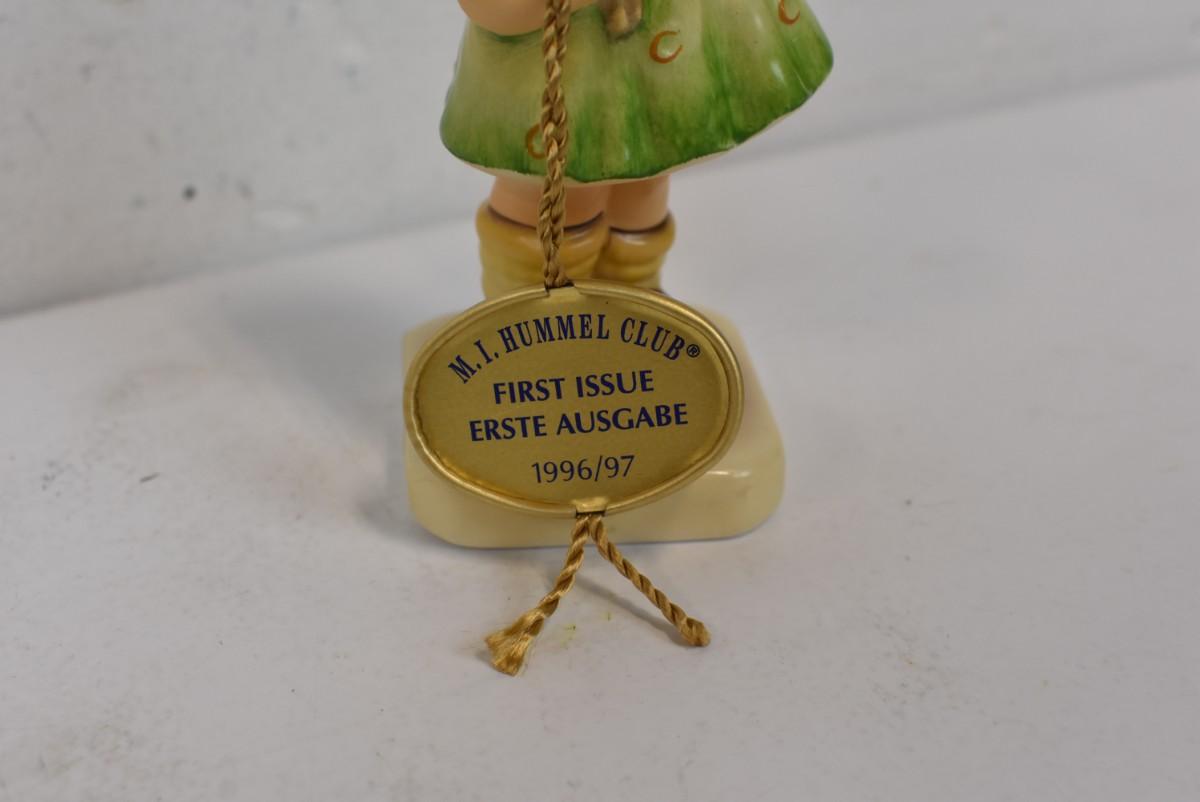 M.I. HUMMEL CLUB®
FIRST ISSUE
ERSTE AUSGABE
1996/97